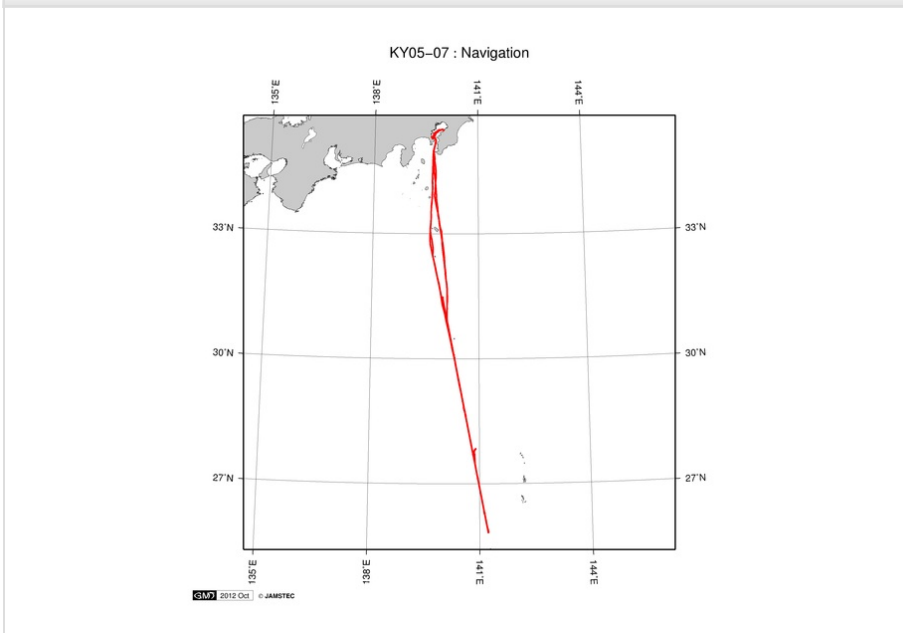 KY05−07 : Navigation
135˚E 138˚E 141˚E 144˚E
33˚N 33˚N
30˚N 30˚N
27˚N 27˚N
135˚E 138˚E 141˚E 144˚E
GMD 2012 Oct © JAMSTEC